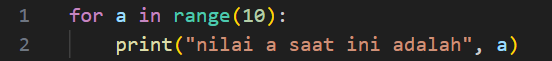 1 for a in range(10):
2     print("nilai a saat ini adalah", a)